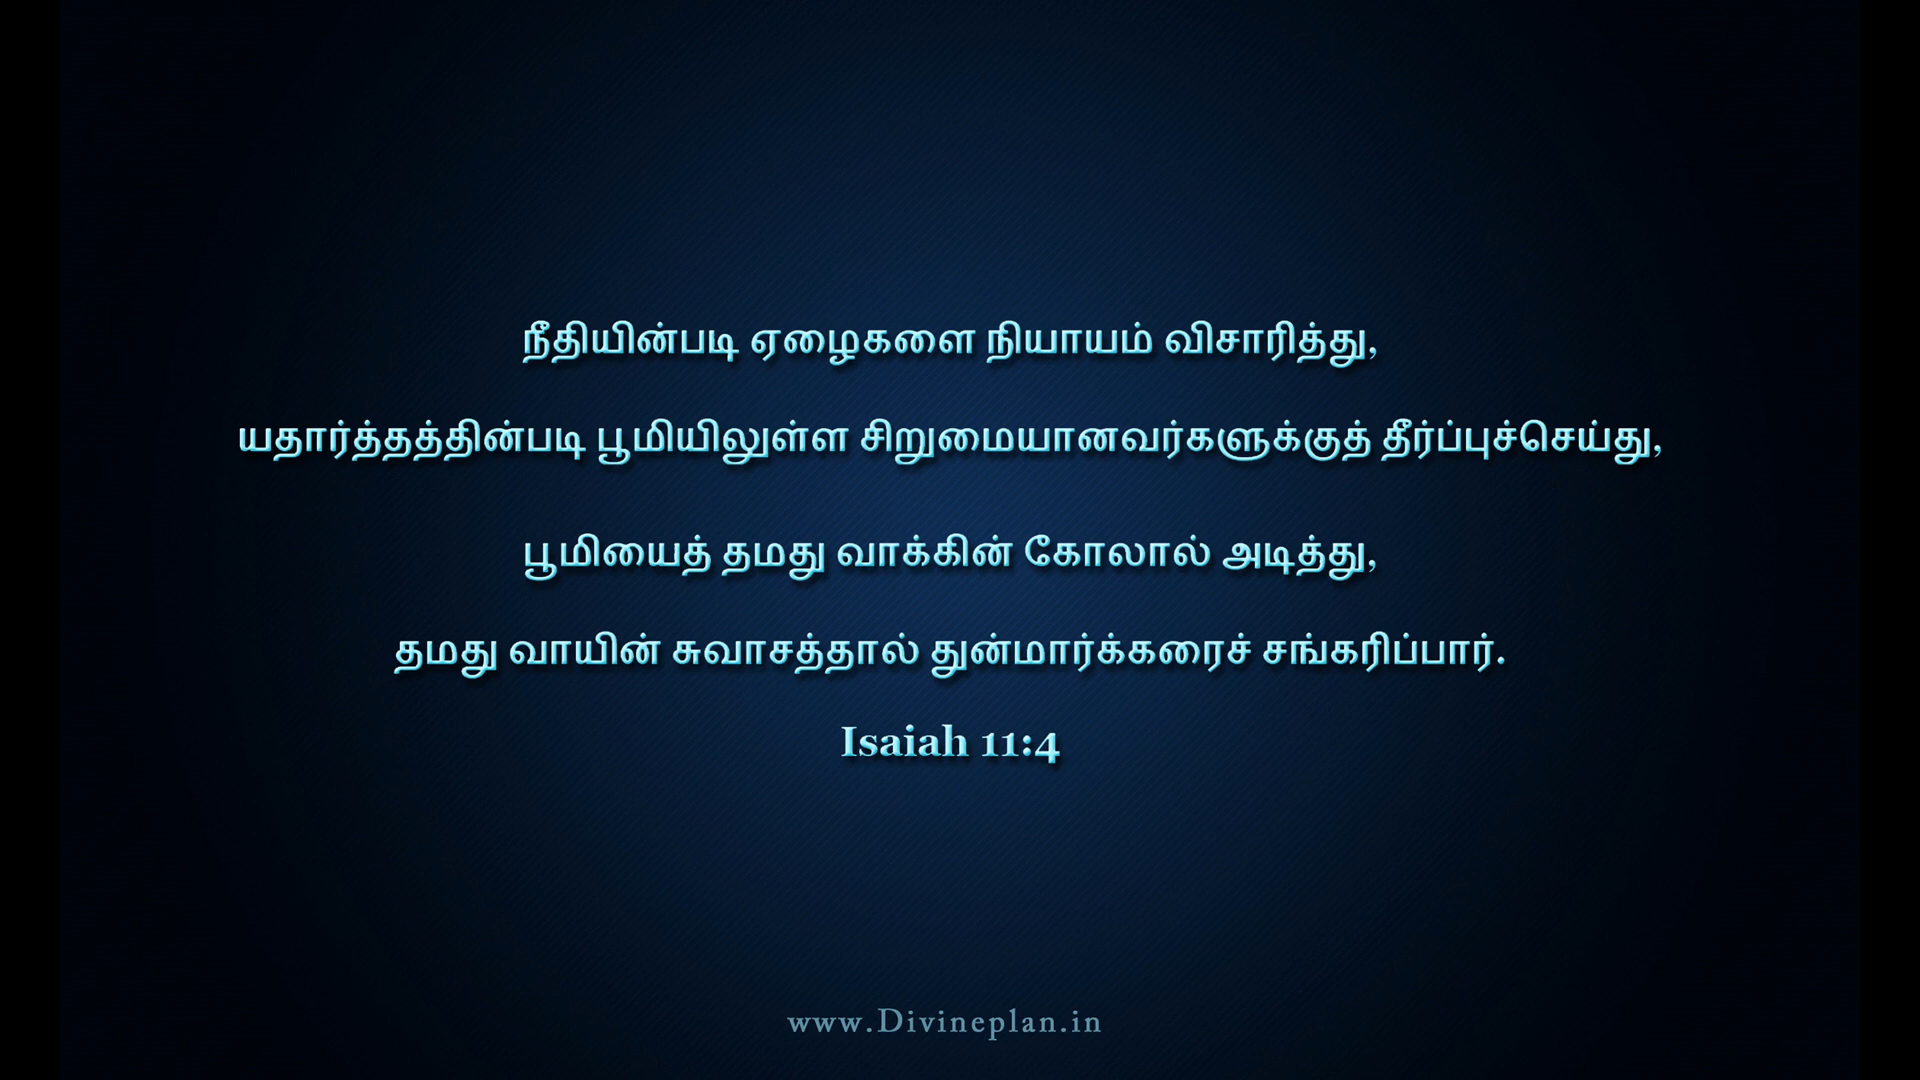 நீதியின்படி ஏழைகளை நியாயம் விசாரித்து,
யதார்த்தத்தின்படி பூமியிலுள்ள சிறுமையானவர்களுக்குத் தீர்ப்புச்செய்து,
பூமியைத் தமது வாக்கின் கோலால் அடித்து,
தமது வாயின் சுவாசத்தால் துன்மார்க்கரைச் சங்கரிப்பார்.
Isaiah 11:4
www.Divineplan.in